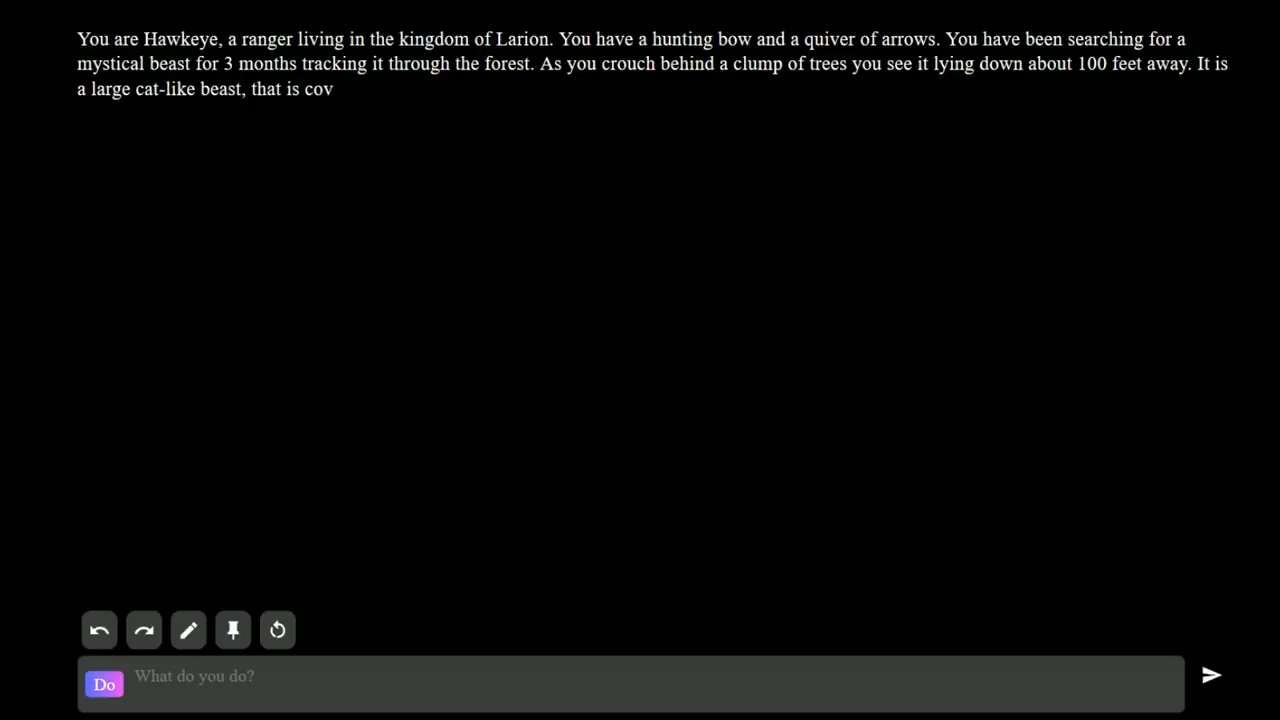 You are Hawkeye, a ranger living in the kingdom of Larion. You have a hunting bow and a quiver of arrows. You have been searching for a
mystical beast for 3 months tracking it through the forest. As you crouch behind a clump of trees you see it lying down about 100 feet away. It is
a large cat-like beast, that is cov
Do What do you do?